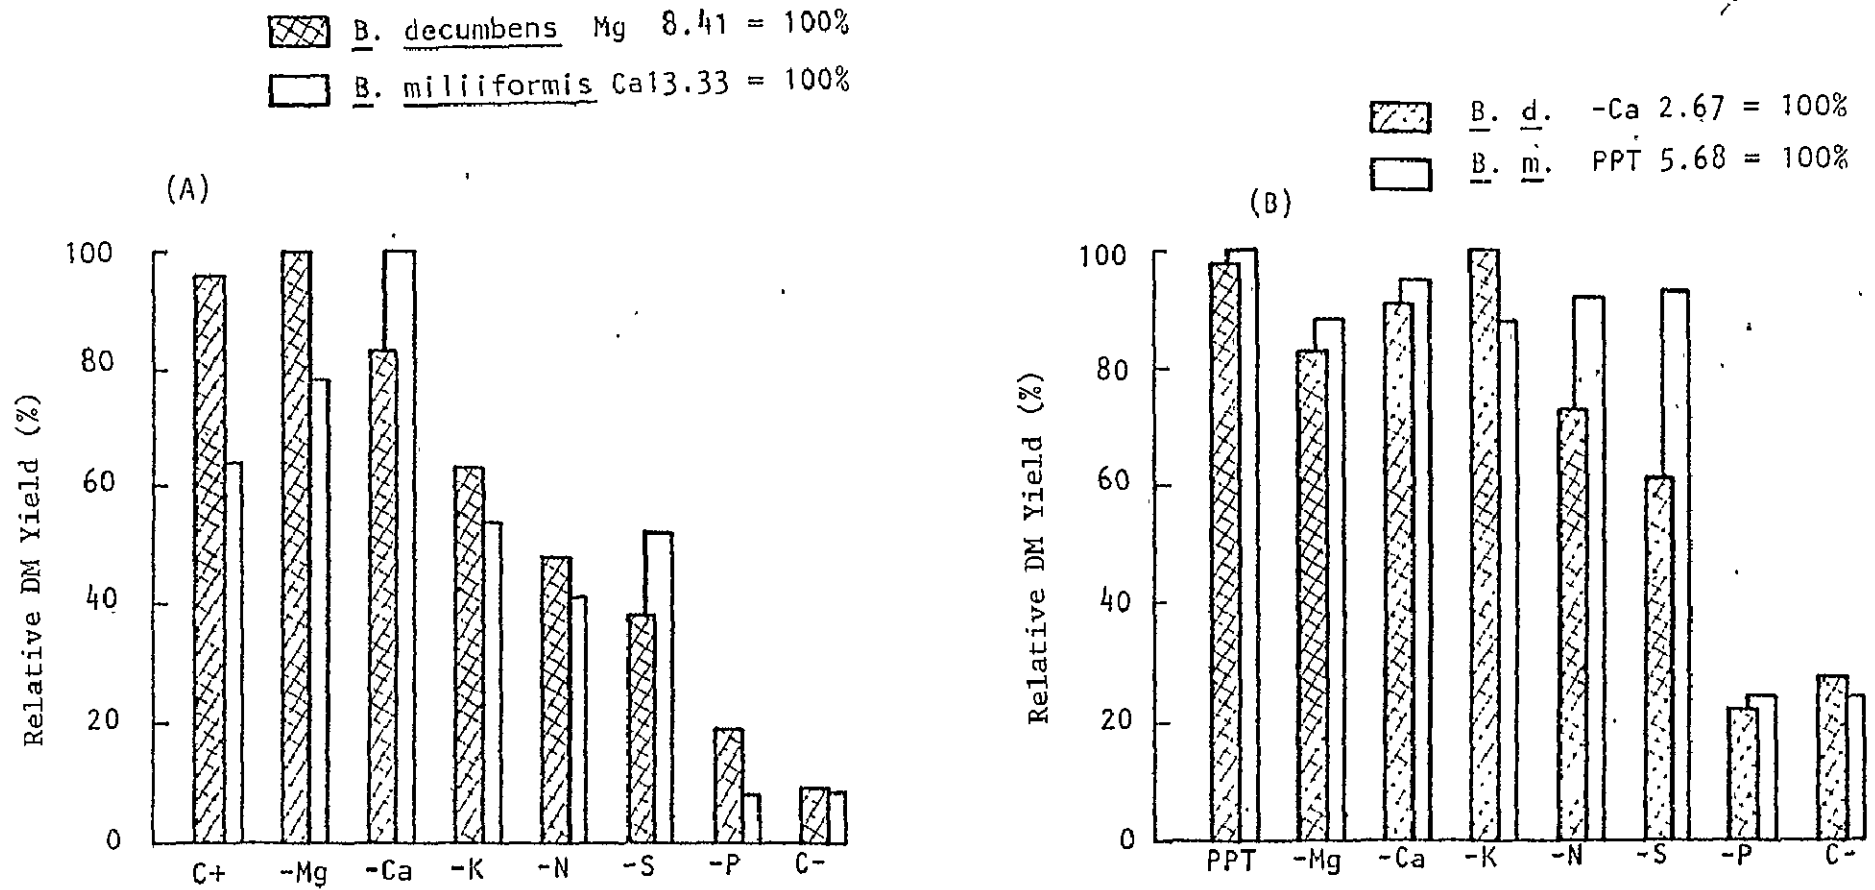 B. decumbens Mg 8.41 = 100%
B. miliiformis Ca13.33 = 100%
B. d. -Ca 2.67 = 100%
B. m. PPT 5.68 = 100%
(A)
Relative DM Yield (%)
100
80
60
40
20
0
C+ -Mg -Ca -K -N -S -P C-
(B)
Relative DM Yield (%)
100
80
60
40
20
0
PPT -Mg -Ca -K -N -S -P C-